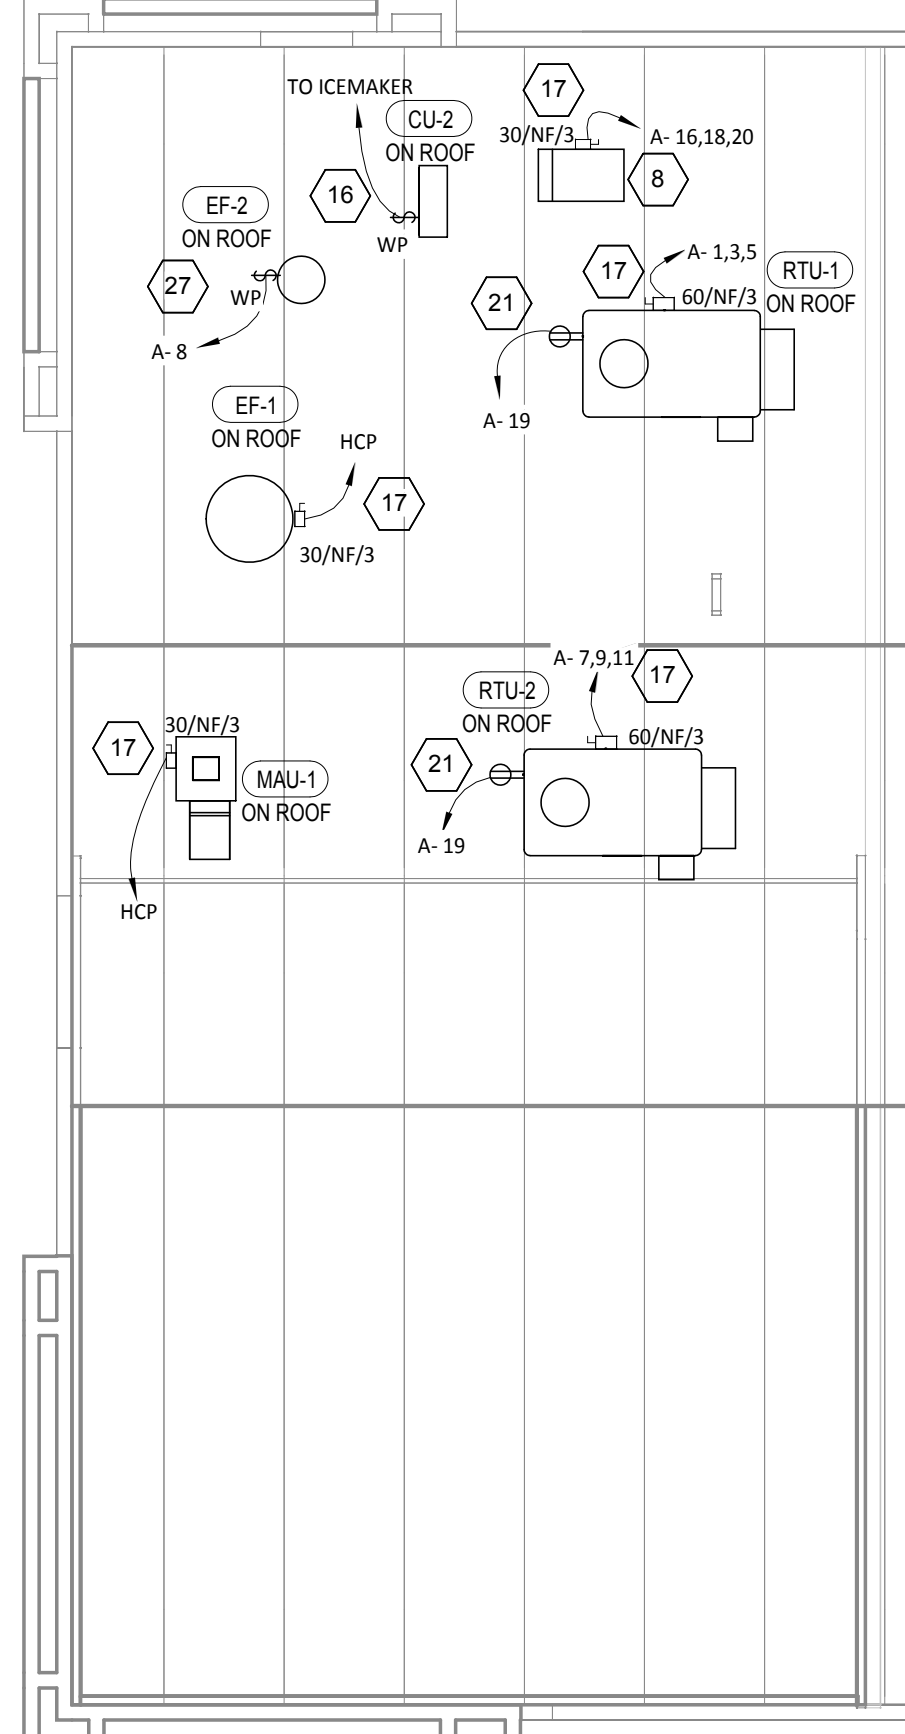 TO ICEMAKER
17
CU-2
ON ROOF
30/NF/3
A- 16,18,20
8
16
WP
EF-2
ON ROOF
27
WP
A- 8
17
A- 1,3,5
60/NF/3
RTU-1
ON ROOF
21
A- 19
EF-1
ON ROOF
HCP
17
30/NF/3
A- 7,9,11
17
RTU-2
ON ROOF
60/NF/3
21
A- 19
17
30/NF/3
MAU-1
ON ROOF
HCP